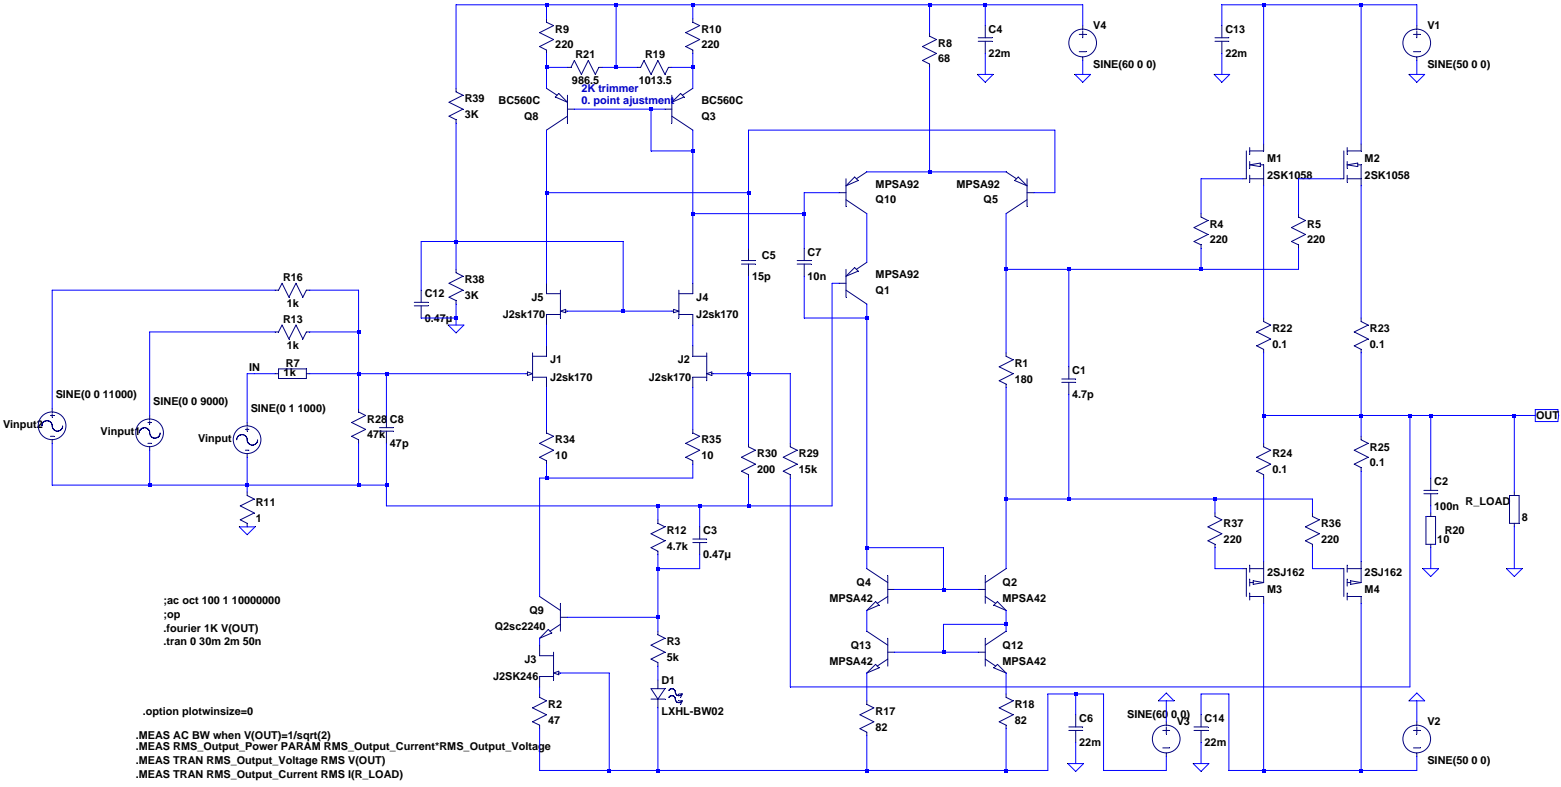 R9
220
R10
220
R21
986.5
R19
1013.5
2K trimmer
0. point ajustment
R39
3K
BC560C
Q8
BC560C
Q3
R8
68
C4
22m
V4
SINE(60 0 0)
C13
22m
V1
SINE(50 0 0)
MPSA92
Q10
MPSA92
Q5
M1
2SK1058
M2
2SK1058
R4
220
R5
220
R16
1k
R13
1k
R7
1k
IN
C12
0.47µ
R38
3K
J5
J2sk170
J4
J2sk170
C5
15p
C7
10n
MPSA92
Q1
J1
J2sk170
J2
J2sk170
R1
180
C1
4.7p
R22
0.1
R23
0.1
OUT
SINE(0 0 11000)
Vinput2
SINE(0 0 9000)
Vinput1
SINE(0 1 1000)
Vinput
R28
47k
C8
47p
R34
10
R35
10
R30
200
R29
15k
R24
0.1
R25
0.1
C2
100n
R_LOAD
8
R20
10
R11
1
R12
4.7k
C3
0.47µ
R37
220
R36
220
2SJ162
M3
2SJ162
M4
Q4
MPSA42
Q2
MPSA42
Q13
MPSA42
Q12
MPSA42
Q9
Q2sc2240
R3
5k
J3
J2SK246
D1
LXHL-BW02
R2
47
R17
82
R18
82
C6
22m
SINE(60 0 0)
V3
C14
22m
V2
SINE(50 0 0)
;ac oct 100 1 10000000
;op
.fourier 1K V(OUT)
.tran 0 30m 2m 50n
.option plotwinsize=0
.MEAS AC BW when V(OUT)=1/sqrt(2)
.MEAS RMS_Output_Power PARAM RMS_Output_Current*RMS_Output_Voltage
.MEAS TRAN RMS_Output_Voltage RMS V(OUT)
.MEAS TRAN RMS_Output_Current RMS I(R_LOAD)